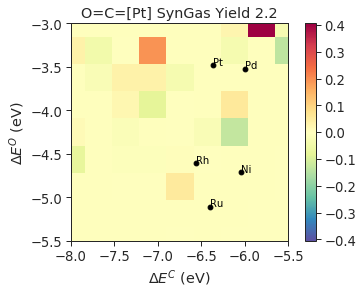 O=C=[Pt] SynGas Yield 2.2
−3.0
−3.5
−4.0
−4.5
−5.0
−5.5
ΔE^O (eV)
Pt
Pd
Rh
Ni
Ru
−8.0 −7.5 −7.0 −6.5 −6.0 −5.5
ΔE^C (eV)
0.4
0.3
0.2
0.1
0.0
−0.1
−0.2
−0.3
−0.4